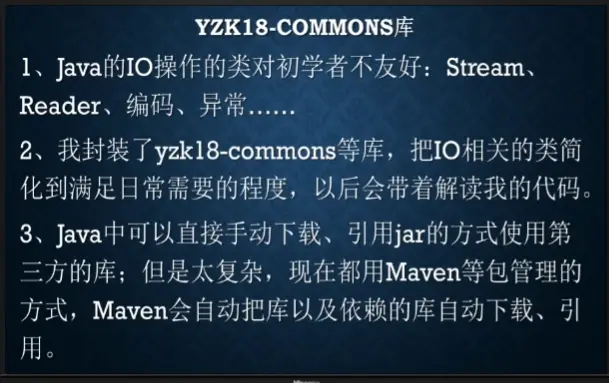 YZK18-COMMONS库
1、Java的IO操作的类对初学者不友好：Stream、
Reader、编码、异常……
2、我封装了yzk18-commons等库，把IO相关的类简
化到满足日常需要的程度，以后会带着解读我的代码。
3、Java中可以直接手动下载、引用jar的方式使用第
三方的库；但是太复杂，现在都用Maven等包管理的
方式，Maven会自动把库以及依赖的库自动下载、引
用。